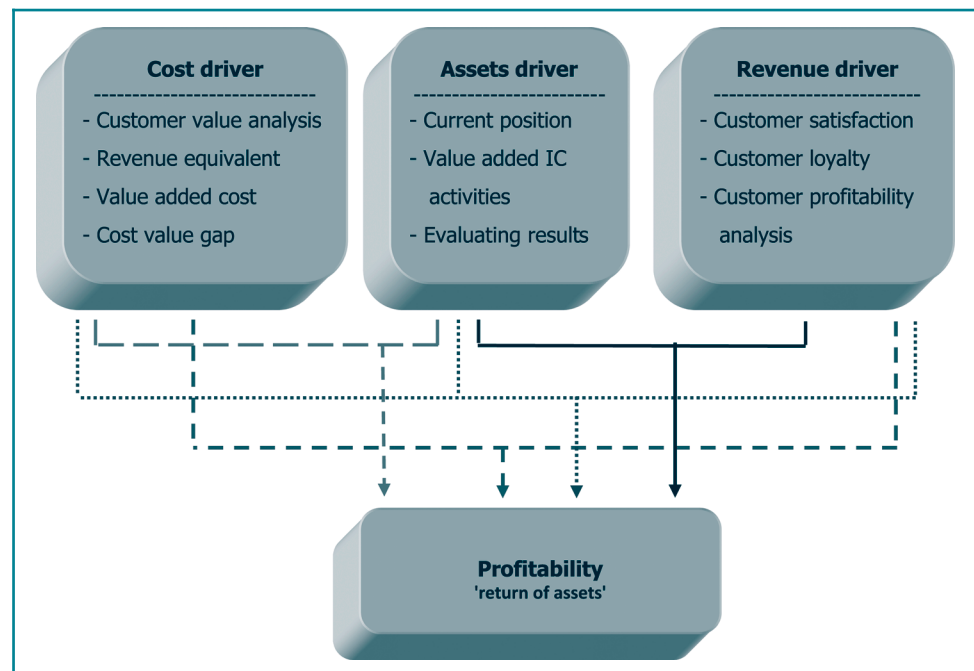 Cost driver
- Customer value analysis
- Revenue equivalent
- Value added cost
- Cost value gap
Assets driver
- Current position
- Value added IC
activities
- Evaluating results
Revenue driver
- Customer satisfaction
- Customer loyalty
- Customer profitability
analysis
Profitability
'return of assets'